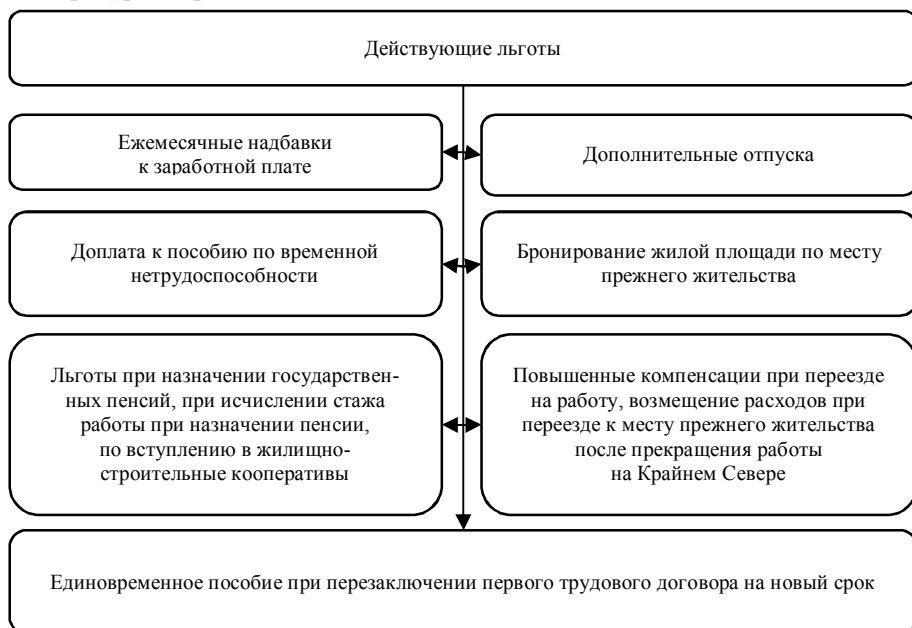 Действующие льготы
Ежемесячные надбавки
к заработной плате
Дополнительные отпуска
Доплата к пособию по временной
нетрудоспособности
Бронирование жилой площади по месту
прежнего жительства
Льготы при назначении государствен-
ных пенсий, при исчислении стажа
работы при назначении пенсии,
по вступлению в жилищно-
строительные кооперативы
Повышенные компенсации при переезде
на работу, возмещение расходов при
переезде к месту прежнего жительства
после прекращения работы
на Крайнем Севере
Единовременное пособие при перезаключении первого трудового договора на новый срок